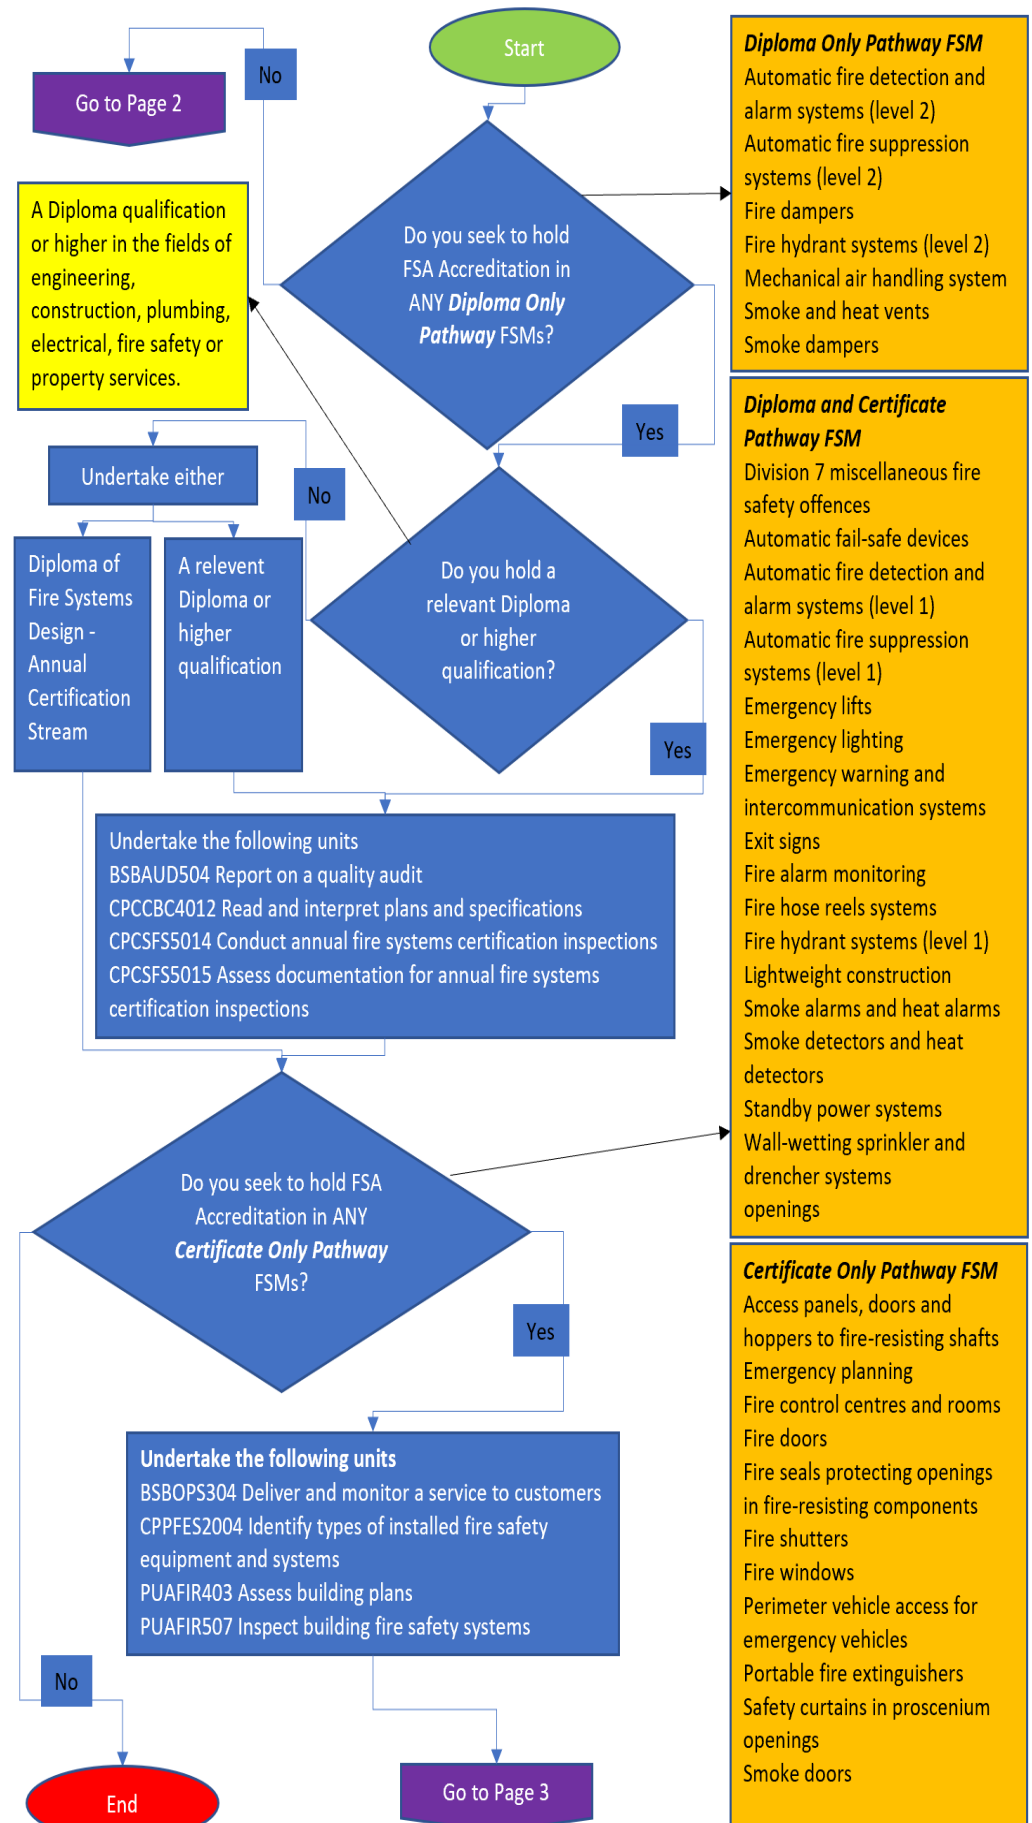 Start
No
Go to Page 2
Do you seek to hold
FSA Accreditation in
ANY Diploma Only
Pathway FSMs?
A Diploma qualification
or higher in the fields of
engineering,
construction, plumbing,
electrical, fire safety or
property services.
Yes
Undertake either
No
Diploma of
Fire Systems
Design -
Annual
Certification
Stream
A relevent
Diploma or
higher
qualification
Do you hold a
relevant Diploma
or higher
qualification?
Yes
Undertake the following units
BSBAUD504 Report on a quality audit
CPCCBC4012 Read and interpret plans and specifications
CPCSFS5014 Conduct annual fire systems certification inspections
CPCSFS5015 Assess documentation for annual fire systems
certification inspections
Do you seek to hold FSA
Accreditation in ANY
Certificate Only Pathway
FSMs?
Yes
Undertake the following units
BSBOPS304 Deliver and monitor a service to customers
CPPFES2004 Identify types of installed fire safety
equipment and systems
PUAFIR403 Assess building plans
PUAFIR507 Inspect building fire safety systems
No
End
Go to Page 3
Diploma Only Pathway FSM
Automatic fire detection and
alarm systems (level 2)
Automatic fire suppression
systems (level 2)
Fire dampers
Fire hydrant systems (level 2)
Mechanical air handling system
Smoke and heat vents
Smoke dampers
Diploma and Certificate
Pathway FSM
Division 7 miscellaneous fire
safety offences
Automatic fail-safe devices
Automatic fire detection and
alarm systems (level 1)
Automatic fire suppression
systems (level 1)
Emergency lifts
Emergency lighting
Emergency warning and
intercommunication systems
Exit signs
Fire alarm monitoring
Fire hose reels systems
Fire hydrant systems (level 1)
Lightweight construction
Smoke alarms and heat alarms
Smoke detectors and heat
detectors
Standby power systems
Wall-wetting sprinkler and
drencher systems
openings
Certificate Only Pathway FSM
Access panels, doors and
hoppers to fire-resisting shafts
Emergency planning
Fire control centres and rooms
Fire doors
Fire seals protecting openings
in fire-resisting components
Fire shutters
Fire windows
Perimeter vehicle access for
emergency vehicles
Portable fire extinguishers
Safety curtains in proscenium
openings
Smoke doors